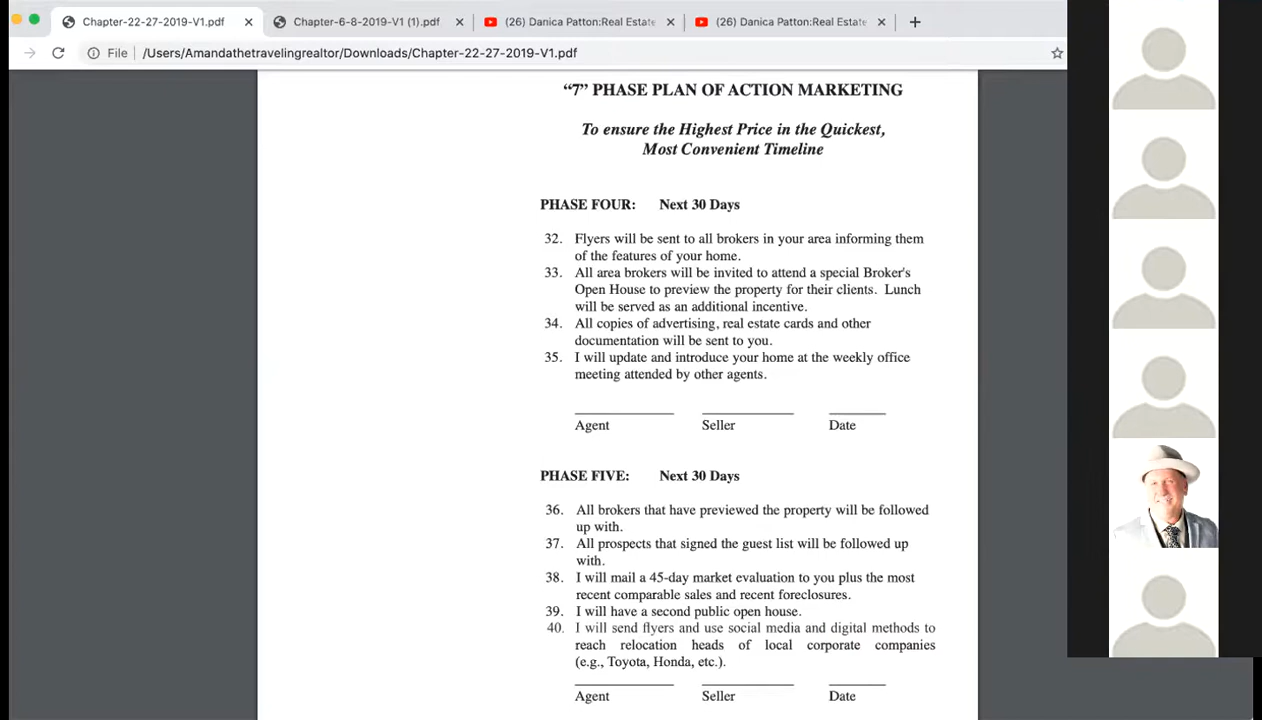 Chapter-22-27-2019-V1.pdf
Chapter-6-8-2019-V1 (1).pdf
(26) Danica Patton:Real Estate
(26) Danica Patton:Real Estate
File
/Users/Amandathetravelingrealtor/Downloads/Chapter-22-27-2019-V1.pdf
“7” PHASE PLAN OF ACTION MARKETING
To ensure the Highest Price in the Quickest,
Most Convenient Timeline
PHASE FOUR: Next 30 Days
32. Flyers will be sent to all brokers in your area informing them
of the features of your home.
33. All area brokers will be invited to attend a special Broker's
Open House to preview the property for their clients. Lunch
will be served as an additional incentive.
34. All copies of advertising, real estate cards and other
documentation will be sent to you.
35. I will update and introduce your home at the weekly office
meeting attended by other agents.
Agent Seller Date
PHASE FIVE: Next 30 Days
36. All brokers that have previewed the property will be followed
up with.
37. All prospects that signed the guest list will be followed up
with.
38. I will mail a 45-day market evaluation to you plus the most
recent comparable sales and recent foreclosures.
39. I will have a second public open house.
40. I will send flyers and use social media and digital methods to
reach relocation heads of local corporate companies
(e.g., Toyota, Honda, etc.).
Agent Seller Date